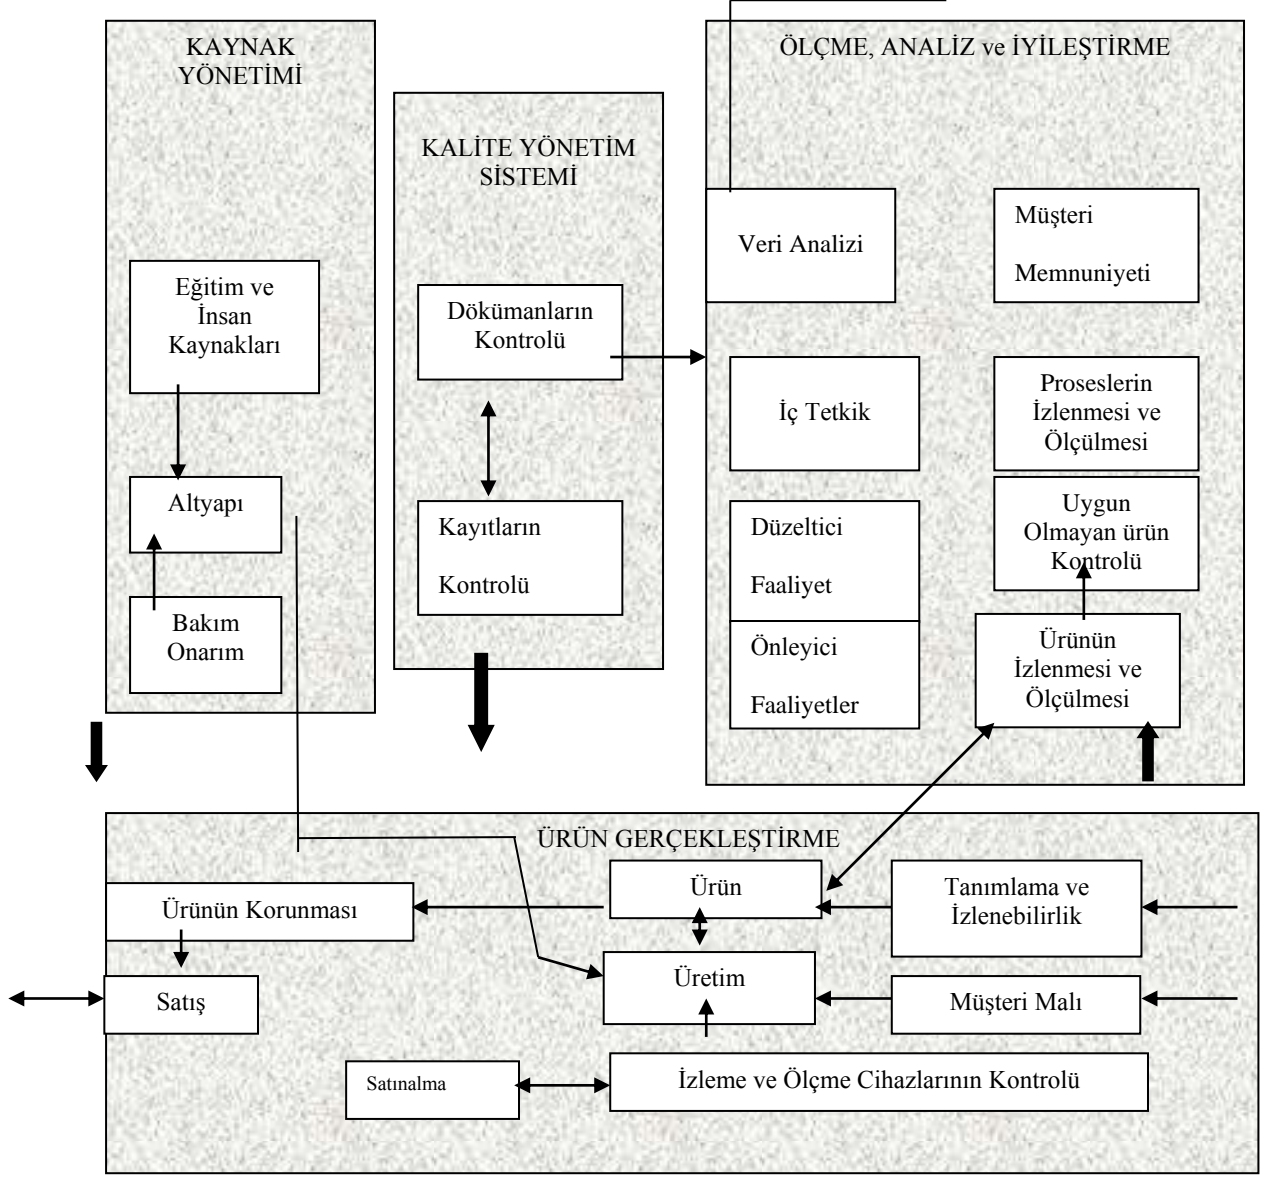 KAYNAK
YÖNETİMİ
Eğitim ve
İnsan
Kaynakları
Altyapı
Bakım
Onarım
KALİTE YÖNETİM
SİSTEMİ
Dökümanların
Kontrolü
Kayıtların
Kontrolü
ÖLÇME, ANALİZ ve İYİLEŞTİRME
Veri Analizi
Müşteri
Memnuniyeti
İç Tetkik
Proseslerin
İzlenmesi ve
Ölçülmesi
Düzeltici
Faaliyet
Uygun
Olmayan ürün
Kontrolü
Önleyici
Faaliyetler
Ürünün
İzlenmesi ve
Ölçülmesi
ÜRÜN GERÇEKLEŞTİRME
Ürünün Korunması
Ürün
Tanımlama ve
İzlenebilirlik
Satış
Üretim
Müşteri Malı
Satınalma
İzleme ve Ölçme Cihazlarının Kontrolü